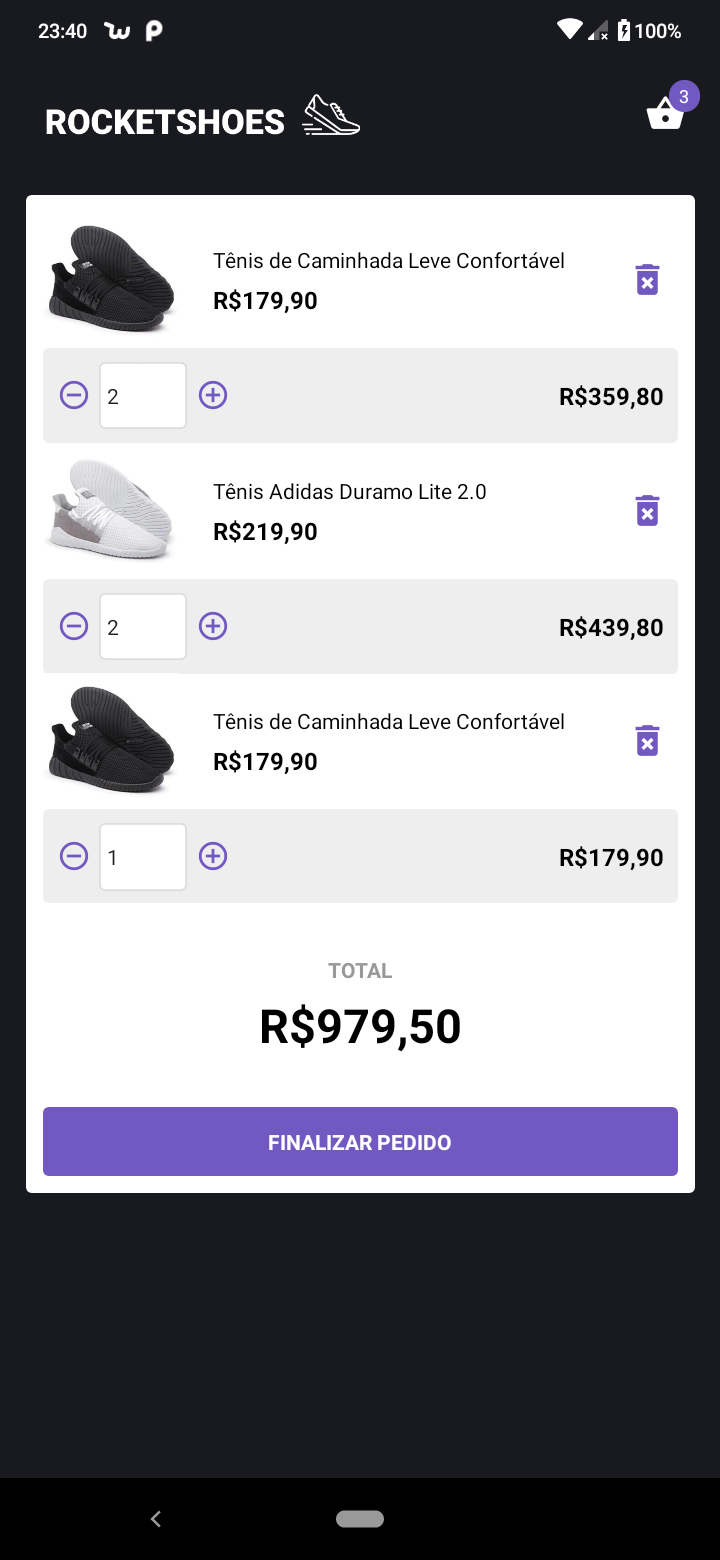 23:40 100%
ROCKETSHOES 3
Tênis de Caminhada Leve Confortável
R$179,90
2 R$359,80
Tênis Adidas Duramo Lite 2.0
R$219,90
2 R$439,80
Tênis de Caminhada Leve Confortável
R$179,90
1 R$179,90
TOTAL
R$979,50
FINALIZAR PEDIDO